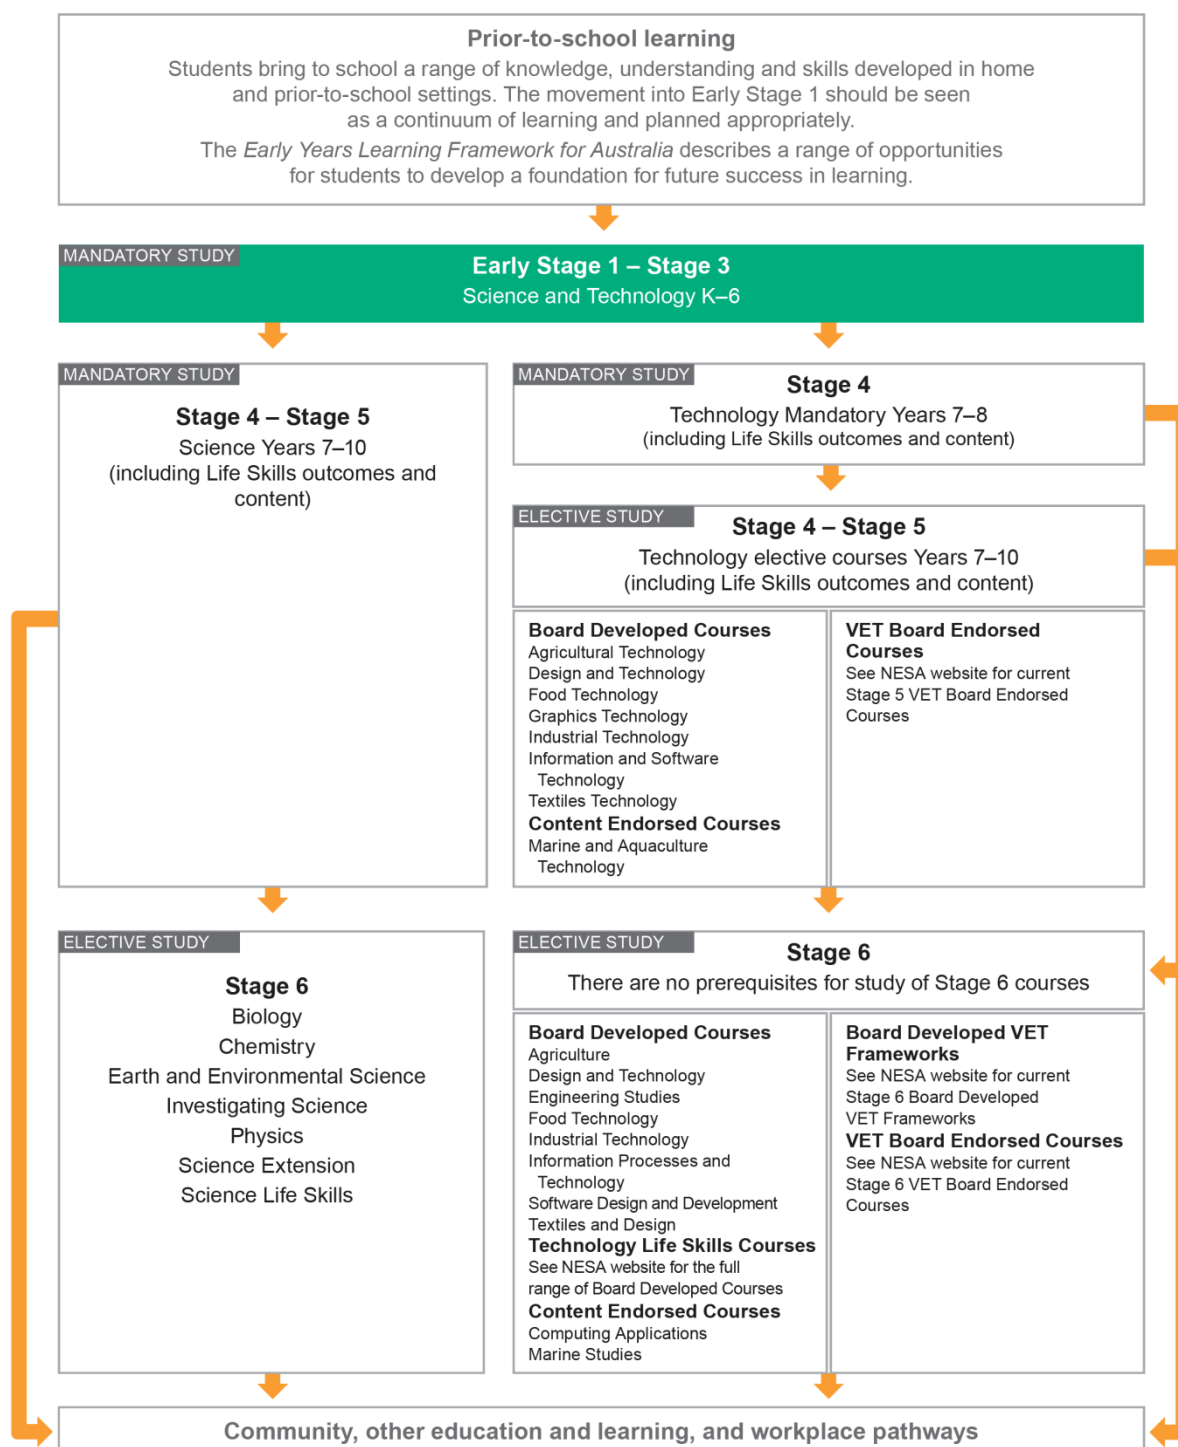 Prior-to-school learning
Students bring to school a range of knowledge, understanding and skills developed in home
and prior-to-school settings. The movement into Early Stage 1 should be seen
as a continuum of learning and planned appropriately.
The Early Years Learning Framework for Australia describes a range of opportunities
for students to develop a foundation for future success in learning.
MANDATORY STUDY
Early Stage 1 – Stage 3
Science and Technology K–6
MANDATORY STUDY
Stage 4 – Stage 5
Science Years 7–10
(including Life Skills outcomes and
content)
MANDATORY STUDY
Stage 4
Technology Mandatory Years 7–8
(including Life Skills outcomes and content)
ELECTIVE STUDY
Stage 4 – Stage 5
Technology elective courses Years 7–10
(including Life Skills outcomes and content)
Board Developed Courses
Agricultural Technology
Design and Technology
Food Technology
Graphics Technology
Industrial Technology
Information and Software
Technology
Textiles Technology
Content Endorsed Courses
Marine and Aquaculture
Technology
VET Board Endorsed
Courses
See NESA website for current
Stage 5 VET Board Endorsed
Courses
ELECTIVE STUDY
Stage 6
Biology
Chemistry
Earth and Environmental Science
Investigating Science
Physics
Science Extension
Science Life Skills
ELECTIVE STUDY
Stage 6
There are no prerequisites for study of Stage 6 courses
Board Developed Courses
Agriculture
Design and Technology
Engineering Studies
Food Technology
Industrial Technology
Information Processes and
Technology
Software Design and Development
Textiles and Design
Technology Life Skills Courses
See NESA website for the full
range of Board Developed Courses
Content Endorsed Courses
Computing Applications
Marine Studies
Board Developed VET
Frameworks
See NESA website for current
Stage 6 Board Developed
VET Frameworks
VET Board Endorsed Courses
See NESA website for current
Stage 6 VET Board Endorsed
Courses
Community, other education and learning, and workplace pathways